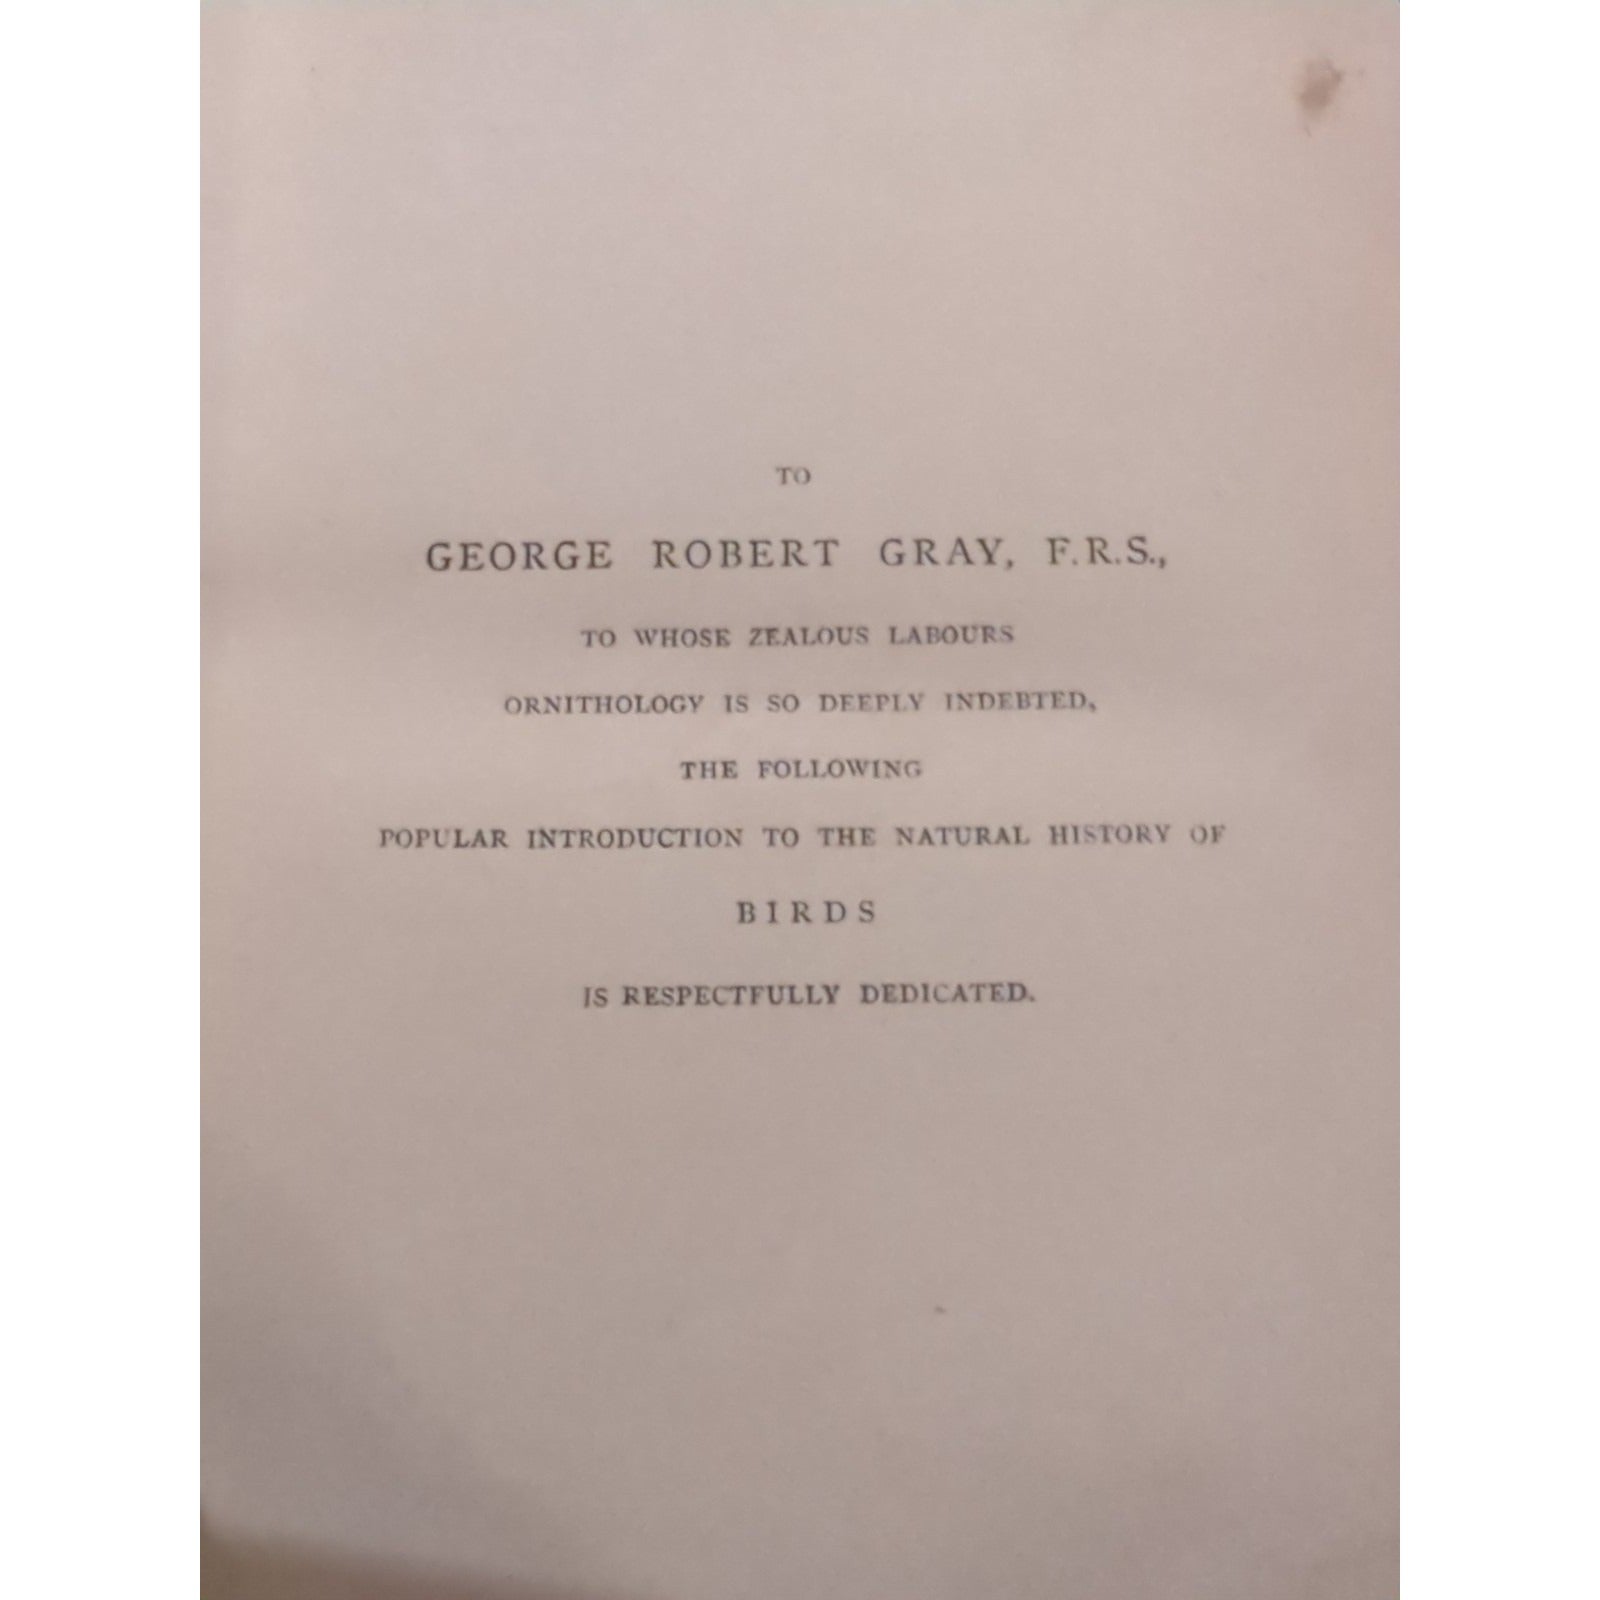 TO
GEORGE ROBERT GRAY, F.R.S.,
TO WHOSE ZEALOUS LABOURS
ORNITHOLOGY IS SO DEEPLY INDEBTED,
THE FOLLOWING
POPULAR INTRODUCTION TO THE NATURAL HISTORY OF
BIRDS
IS RESPECTFULLY DEDICATED.